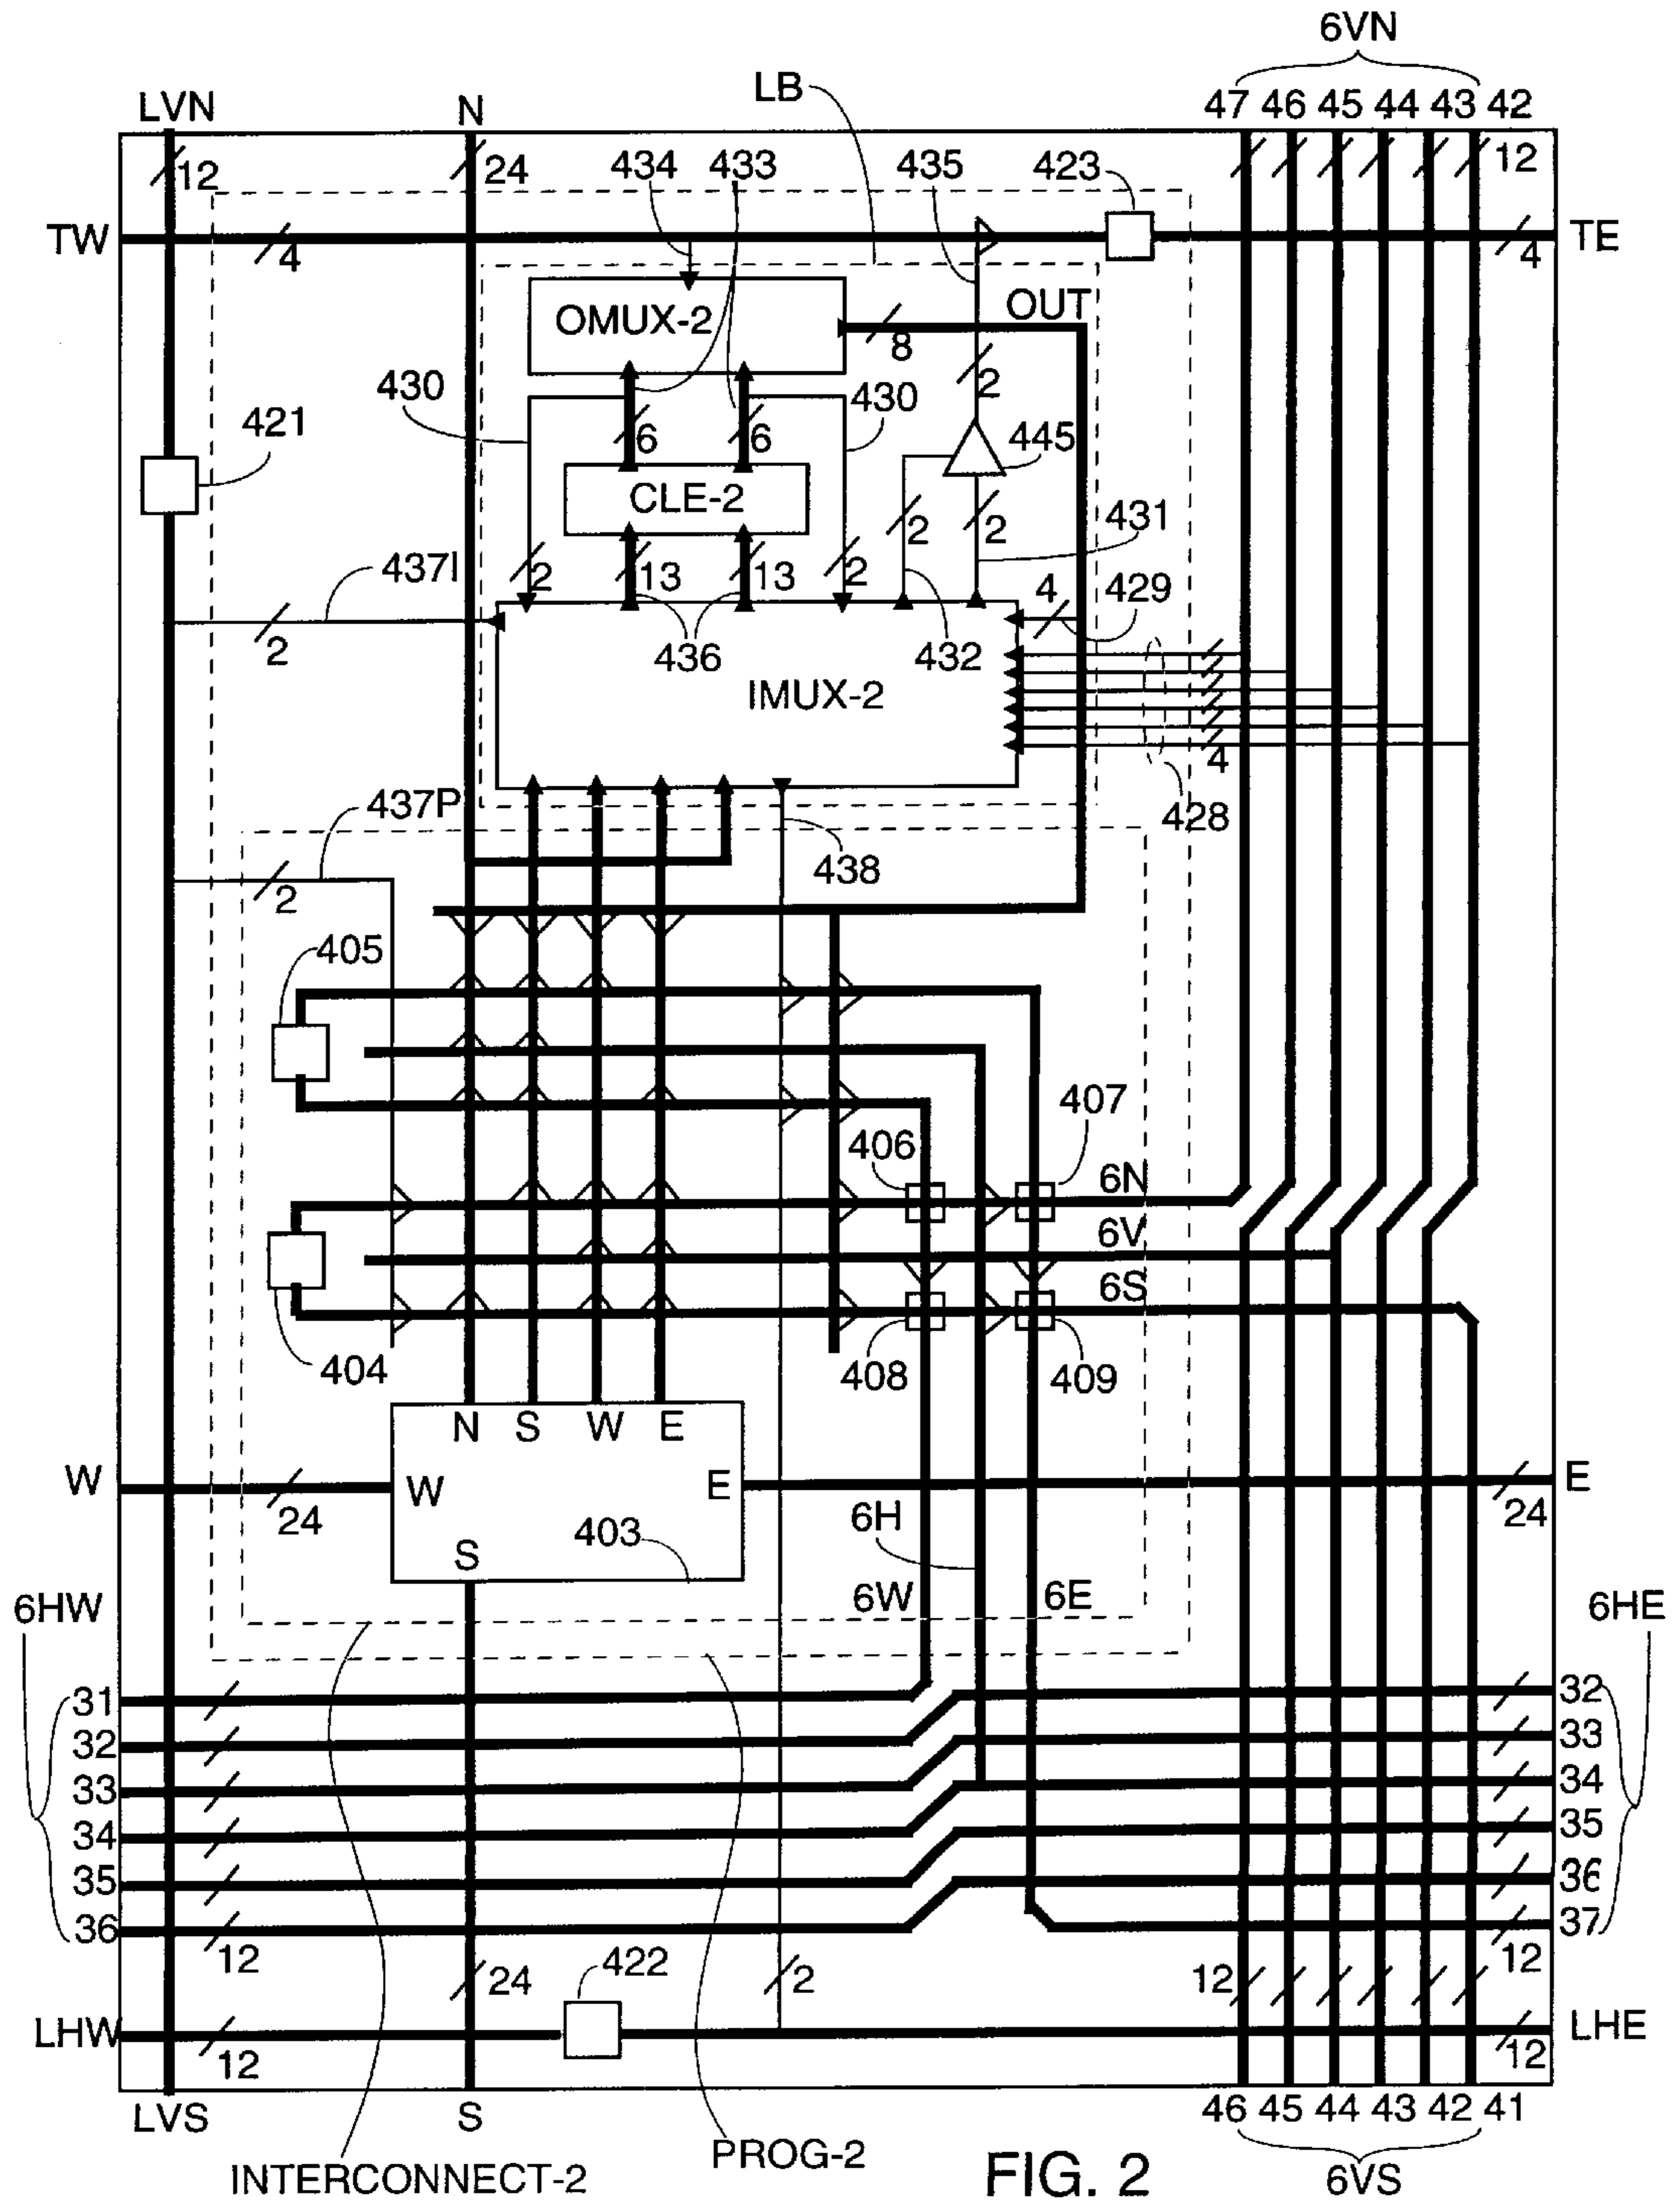 6VN
LB
LVN
N
47 46 45 44 43 42
12
24
434 433
435
423
12
TW
4
TE
4
OMUX-2
OUT
8
430
2
430
421
6
6
445
CLE-2
2
2
431
437I
2
13
13
2
4
429
2
436
432
IMUX-2
4
437P
428
2
438
405
407
406
6N
6V
6S
404
408
409
N S W E
W
W
E
E
24
24
403
6H
S
6HW
6W
6E
6HE
31
32
32
33
33
34
34
35
35
36
36
37
12
12
422
24
2
12
LHW
LHE
12
12
LVS
S
46 45 44 43 42 41
INTERCONNECT-2
PROG-2
FIG. 2
6VS